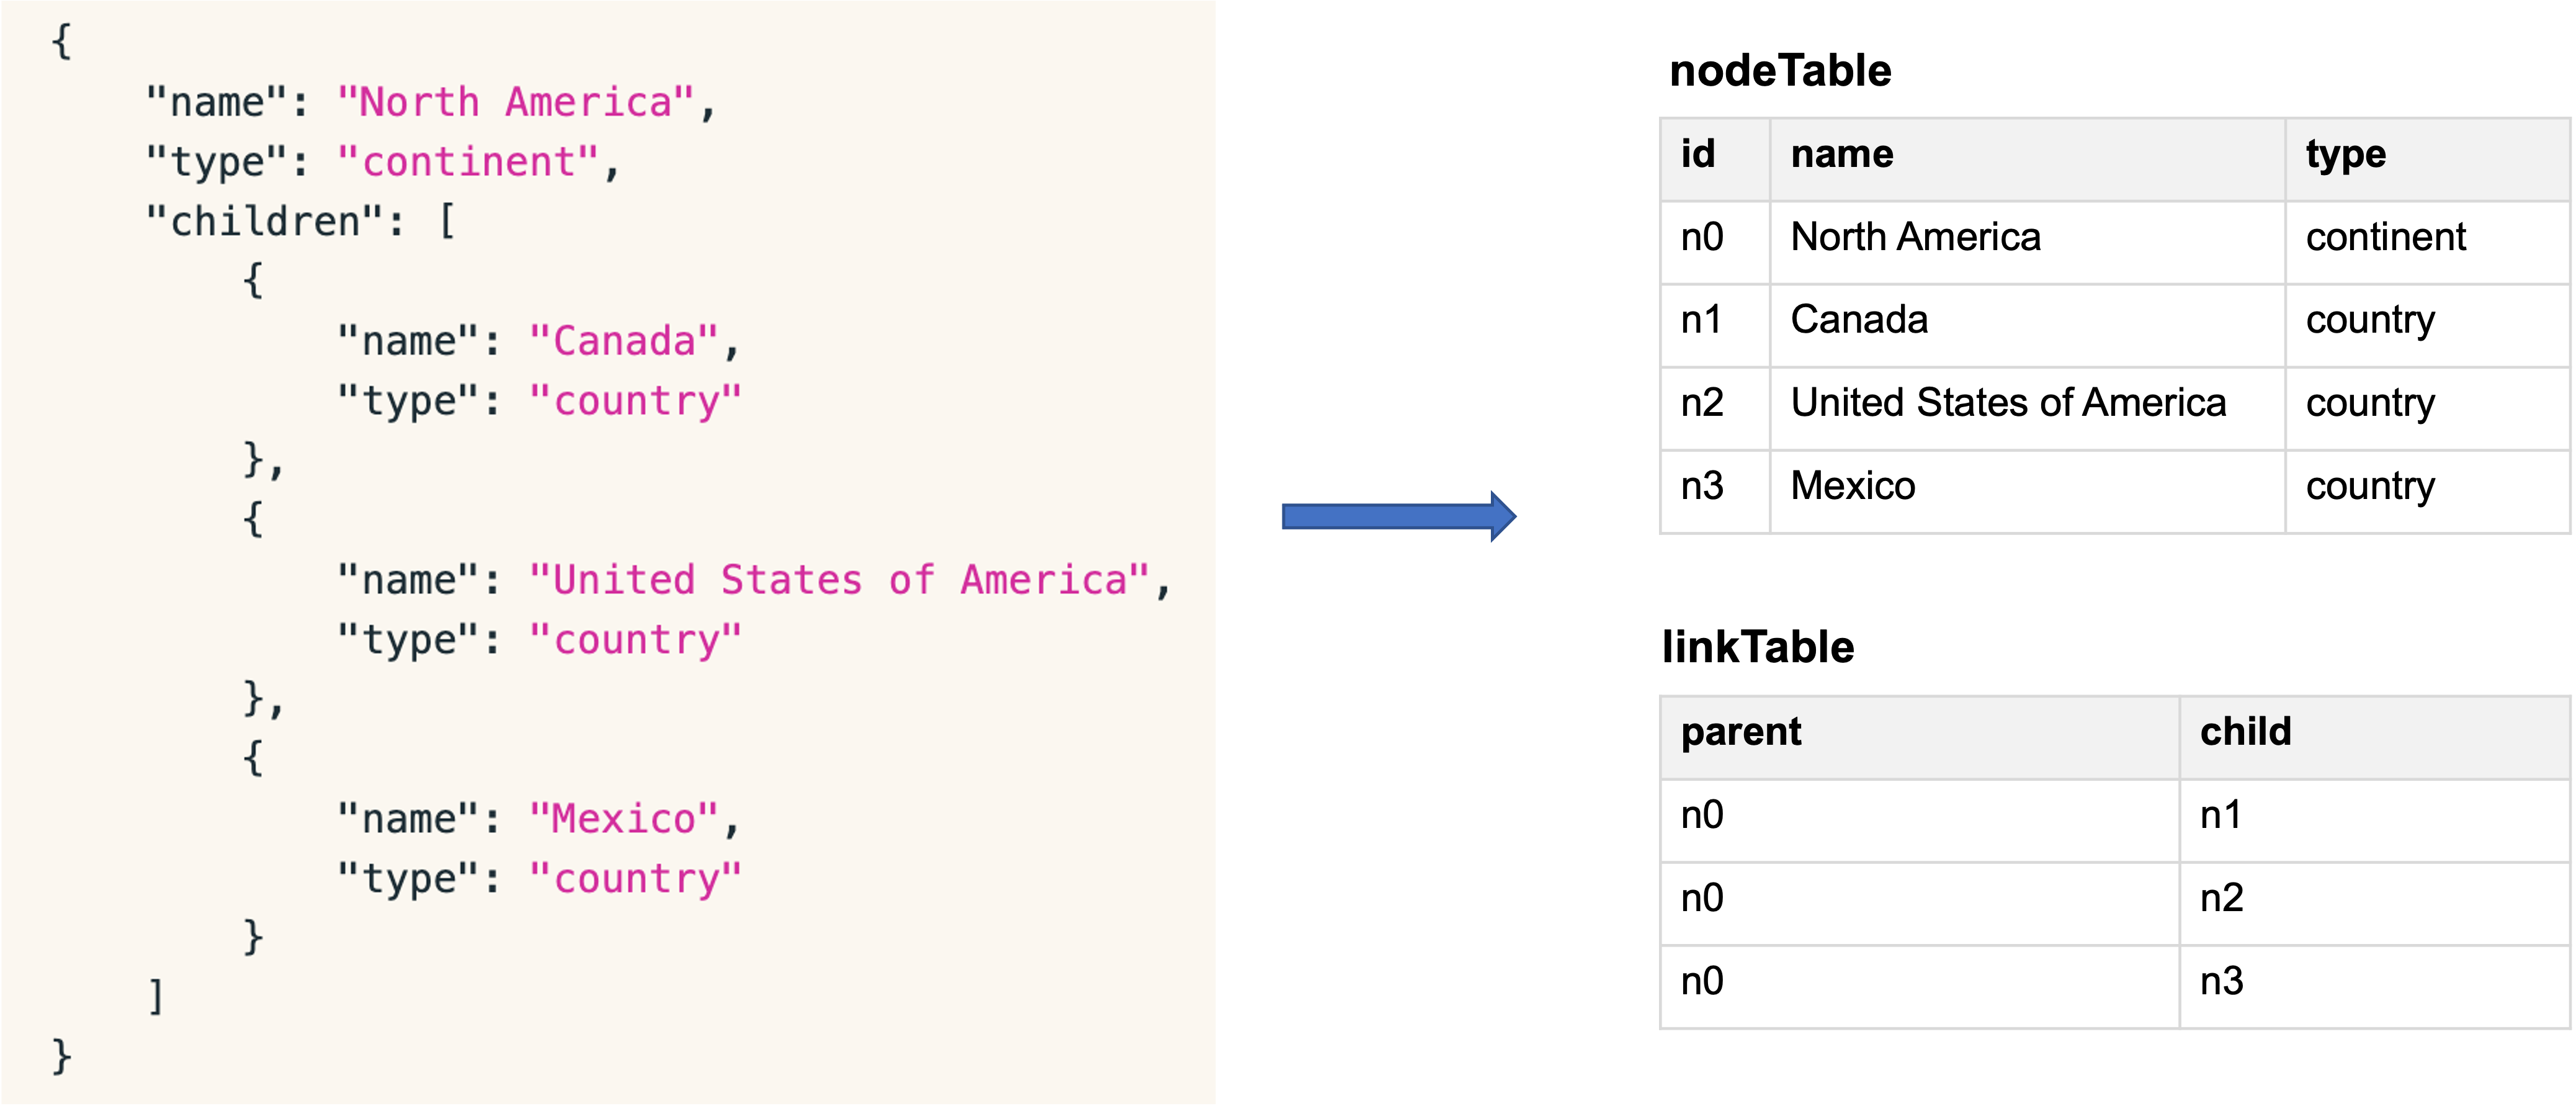 {
"name": "North America",
"type": "continent",
"children": [
{
"name": "Canada",
"type": "country"
},
{
"name": "United States of America",
"type": "country"
},
{
"name": "Mexico",
"type": "country"
}
]
}
nodeTable
id name type
n0 North America continent
n1 Canada country
n2 United States of America country
n3 Mexico country
linkTable
parent child
n0 n1
n0 n2
n0 n3